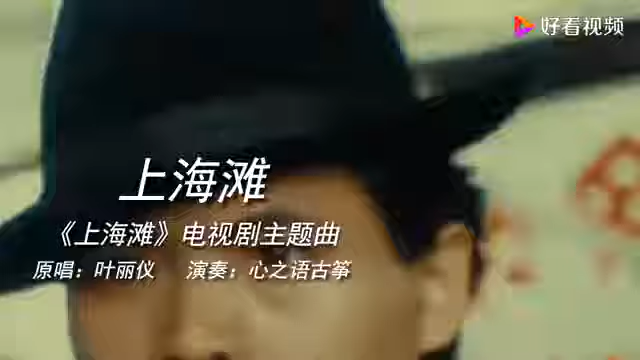 好看视频
上海滩
《上海滩》电视剧主题曲
原唱：叶丽仪 演奏：心之语古筝